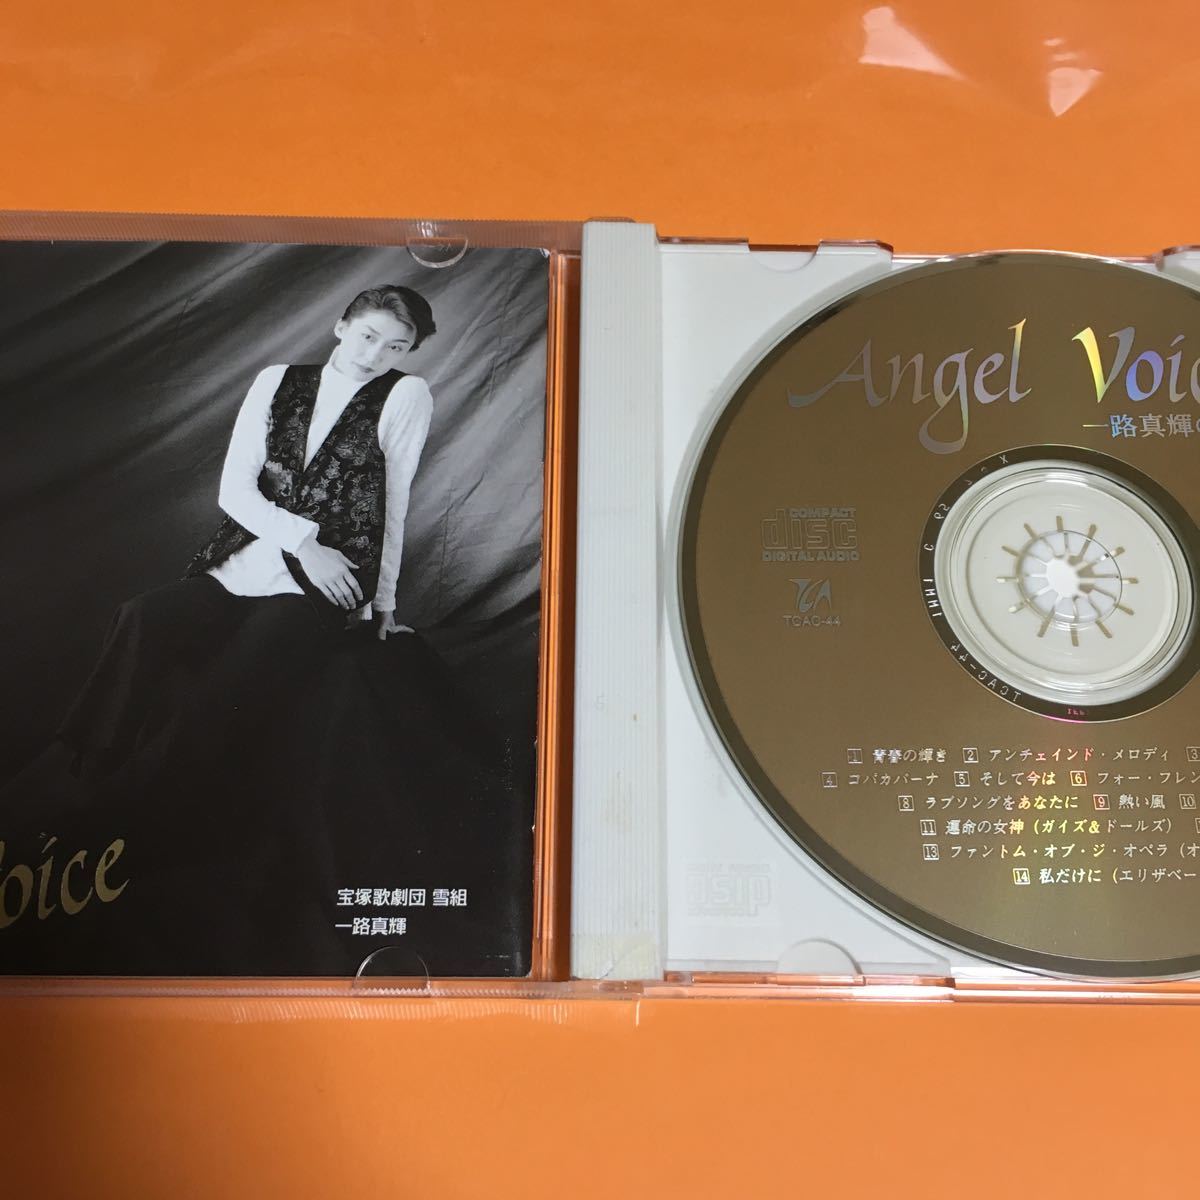 Voice
宝塚歌劇団 雪組
一路真輝
Angel Voic
一路真輝の
COMPACT
disc
DIGITAL AUDIO
TCAC-44
TCAC-44
1 青春の輝き 2 アンチェインド・メロディ 3
4 コパカバーナ 5 そして今は 6 フォー・フレン
8 ラブソングをあなたに 9 熱い風 10
11 運命の女神（ガイズ&ドールズ）
13 ファントム・オブ・ジ・オペラ（オ
14 私だけに（エリザベー